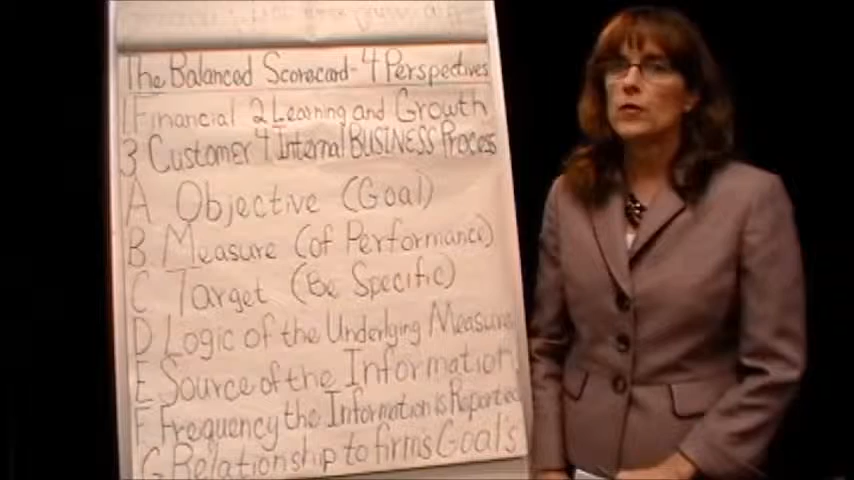 The Balanced Scorecard-4 Perspectives
1 Financial 2 Learning and Growth
3 Customer 4 Internal BUSINESS Process
A Objective (Goal)
B Measure (of Performance)
C Target (Be Specific)
D Logic of the Underlying Measure
E Source of the Information
F Frequency the Information is Reported
G Relationship to firms Goals